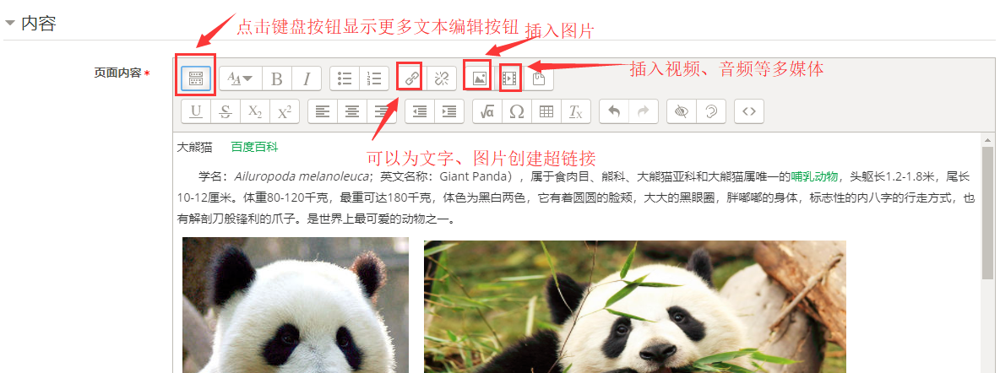 内容
点击键盘按钮显示更多文本编辑按钮
插入图片
页面内容*
插入视频、音频等多媒体
可以为文字、图片创建超链接
大熊猫 百度百科
学名：Ailuropoda melanoleuca；英文名称：Giant Panda），属于食肉目、熊科、大熊猫亚科和大熊猫属唯一的哺乳动物，头躯长1.2-1.8米，尾长
10-12厘米。体重80-120千克，最重可达180千克，体色为黑白两色，它有着圆圆的脸颊，大大的黑眼圈，胖嘟嘟的身体，标志性的内八字的行走方式，也
有解剖刀般锋利的爪子。是世界上最可爱的动物之一。